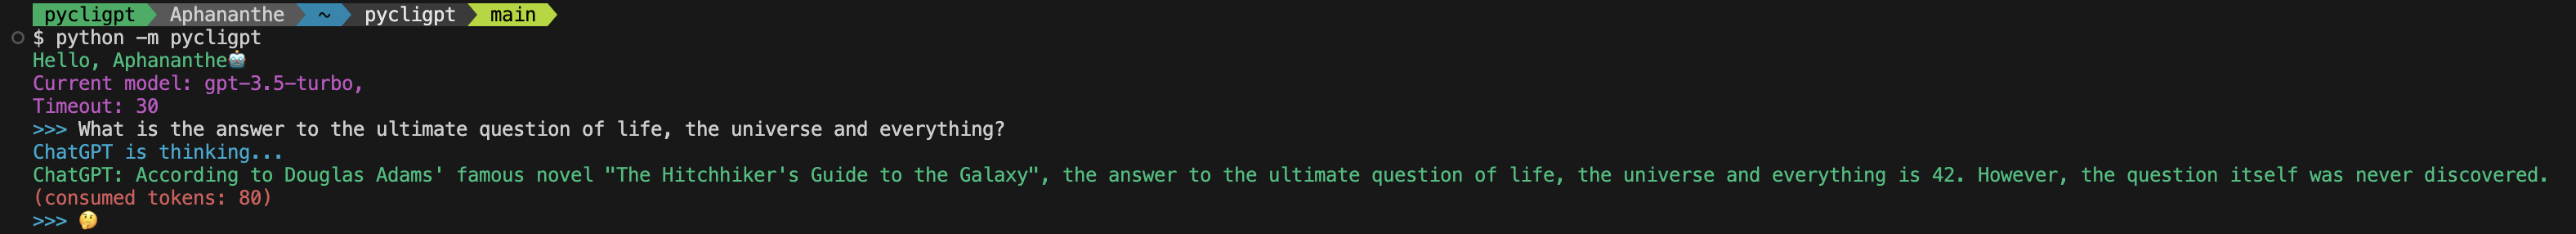 pycligpt Aphananthe ~ pycligpt main
$ python -m pycligpt
Hello, Aphananthe🤖
Current model: gpt-3.5-turbo,
Timeout: 30
>>> What is the answer to the ultimate question of life, the universe and everything?
ChatGPT is thinking...
ChatGPT: According to Douglas Adams' famous novel "The Hitchhiker's Guide to the Galaxy", the answer to the ultimate question of life, the universe and everything is 42. However, the question itself was never discovered.
(consumed tokens: 80)
>>> 🤔